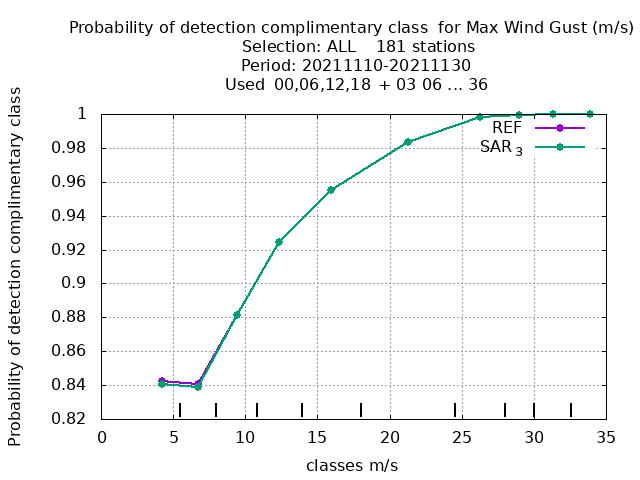 Probability of detection complimentary class  for Max Wind Gust (m/s)
Selection: ALL    181 stations
Period: 20211110-20211130
Used  00,06,12,18  + 03 06 ... 36
Probability of detection complimentary class
1
0.98
0.96
0.94
0.92
0.9
0.88
0.86
0.84
0.82
REF
SAR 3
0 5 10 15 20 25 30 35
classes m/s